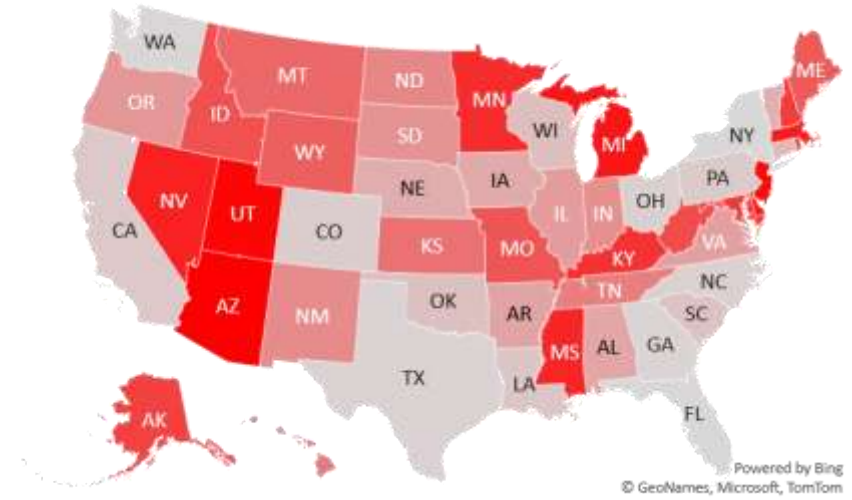 WA
MT
ND
MN
ME
OR
ID
SD
WI
MI
NY
WY
IA
PA
NE
NV
UT
CO
IL
IN
OH
CA
KS
MO
KY
VA
AZ
NM
OK
AR
TN
NC
SC
MS
AL
GA
TX
LA
FL
AK
Powered by Bing
© GeoNames, Microsoft, TomTom